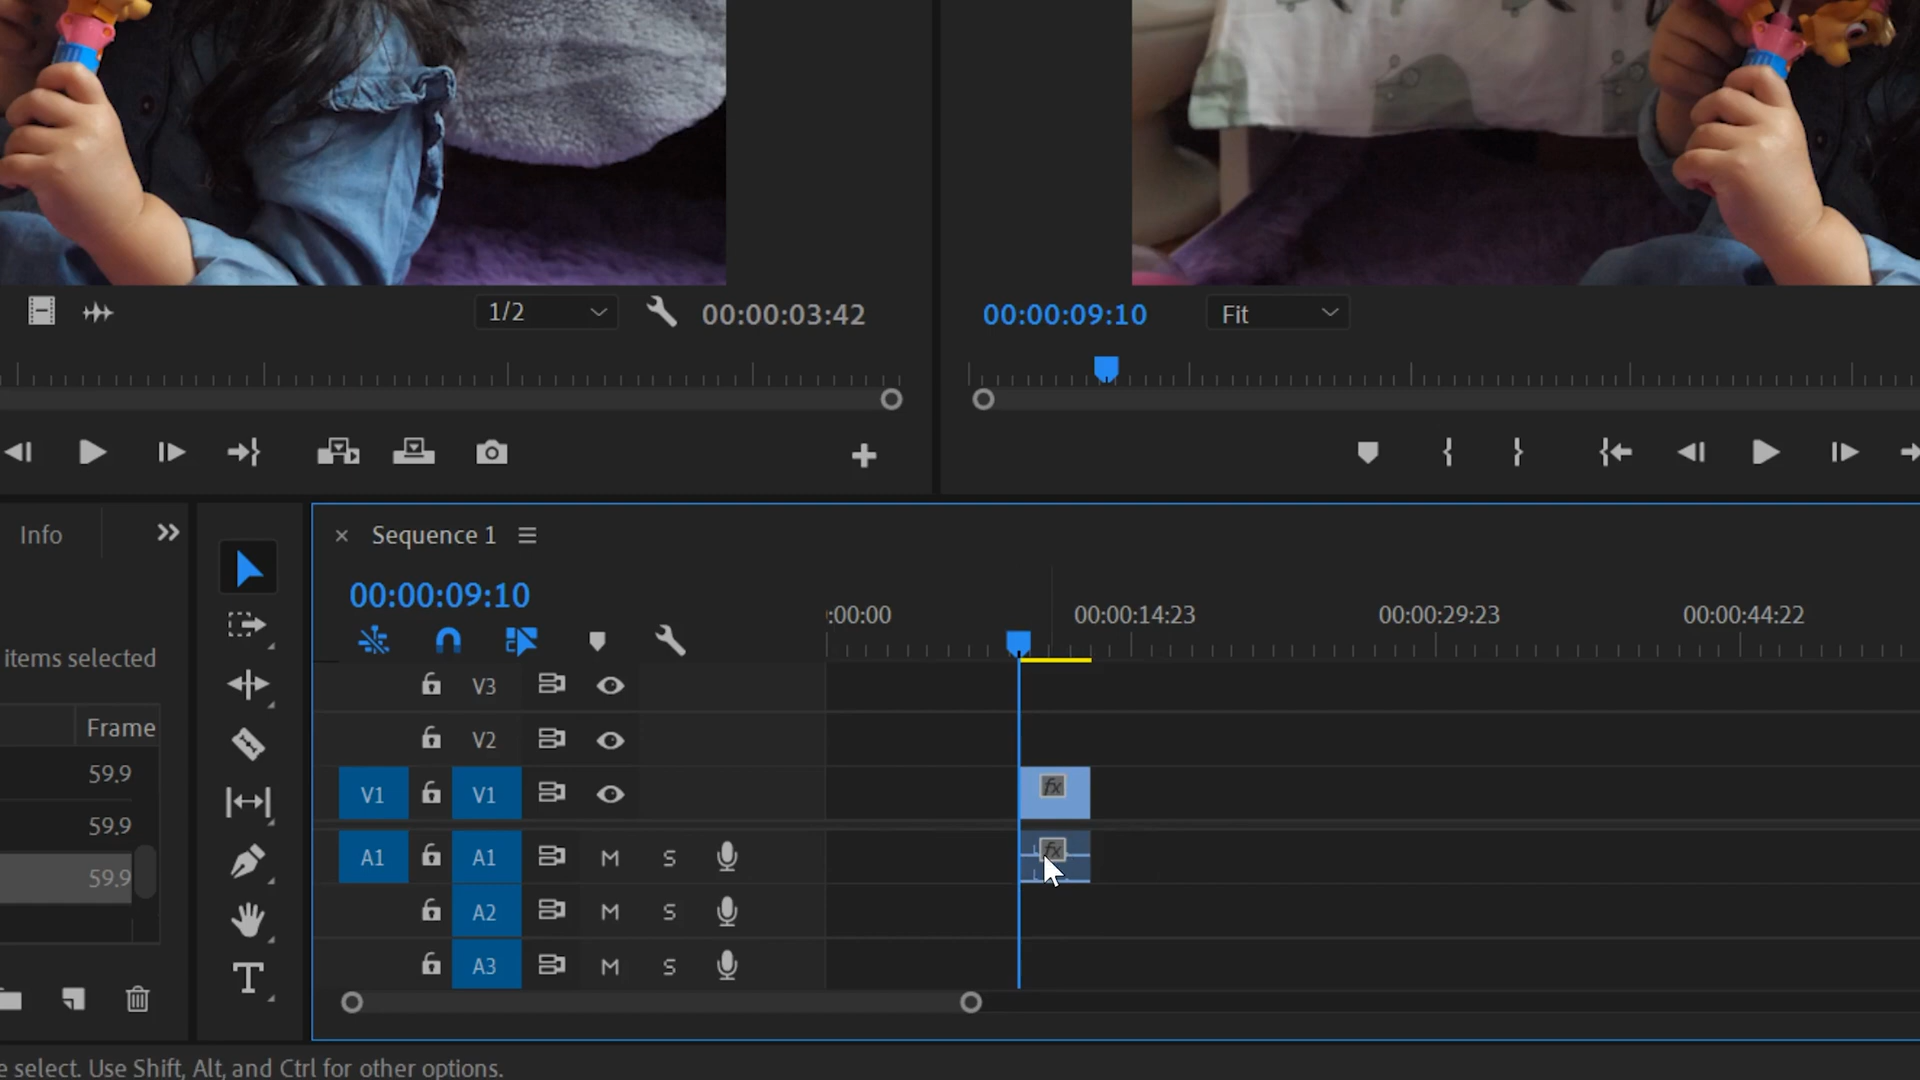 1/2
00:00:03:42
00:00:09:10
Fit
Info
Sequence 1
00:00:09:10
:00:00
00:00:14:23
00:00:29:23
00:00:44:22
items selected
V3
V2
Frame
59.9
V1
V1
fx
59.9
A1
A1
M
S
fx
59.9
A2
M
S
A3
M
S
T
e select. Use Shift, Alt, and Ctrl for other options.